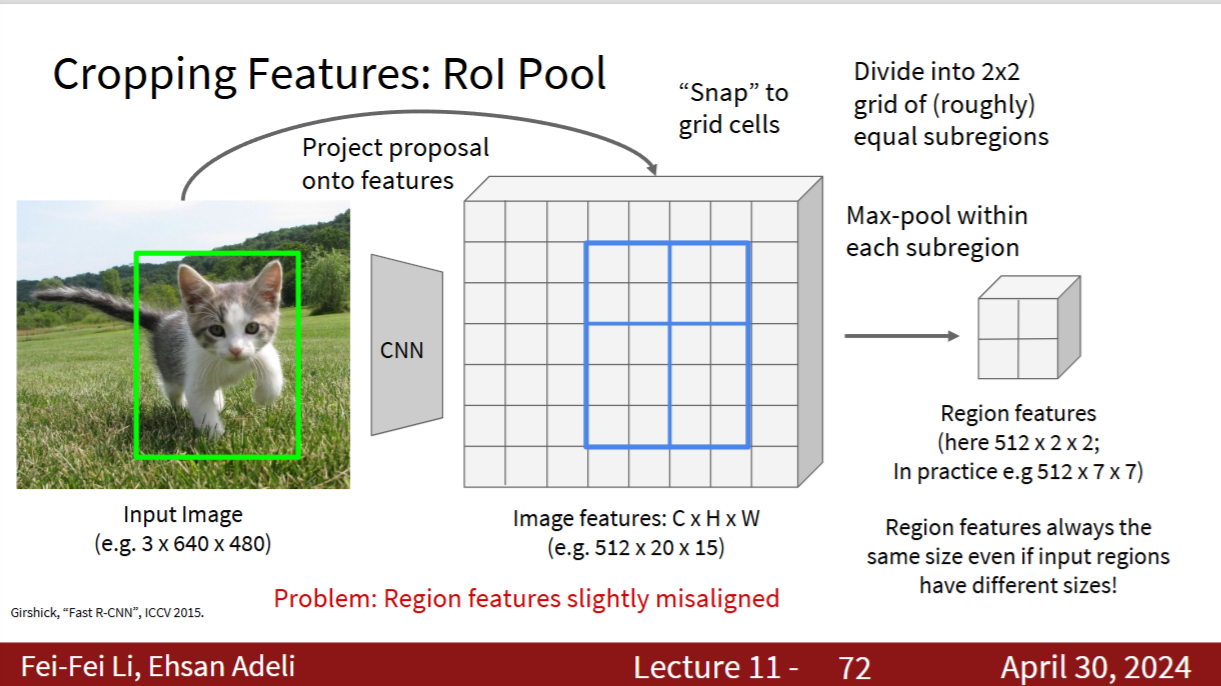 Cropping Features: RoI Pool
“Snap” to
grid cells
Divide into 2x2
grid of (roughly)
equal subregions
Project proposal
onto features
Max-pool within
each subregion
CNN
Input Image
(e.g. 3 x 640 x 480)
Image features: C x H x W
(e.g. 512 x 20 x 15)
Region features
(here 512 x 2 x 2;
In practice e.g 512 x 7 x 7)
Region features always the
same size even if input regions
have different sizes!
Problem: Region features slightly misaligned
Girshick, “Fast R-CNN”, ICCV 2015.
Fei-Fei Li, Ehsan Adeli
Lecture 11 - 72
April 30, 2024